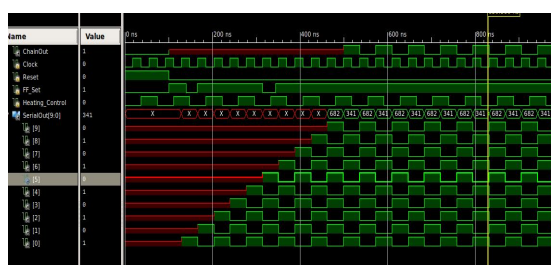 Name Value 0 ns 200 ns 400 ns 600 ns 800 ns
ChainOut 1
Clock 0
Reset 0
FF_Set 1
Heating_Control 0
SerialOut[9:0] 341 X X X X X X X X X X 682 341 682 341 682 341 682 341 682 341 682 341 682 341 682
[9] 0
[8] 1
[7] 0
[6] 1
[5] 0
[4] 1
[3] 0
[2] 1
[1] 0
[0] 1